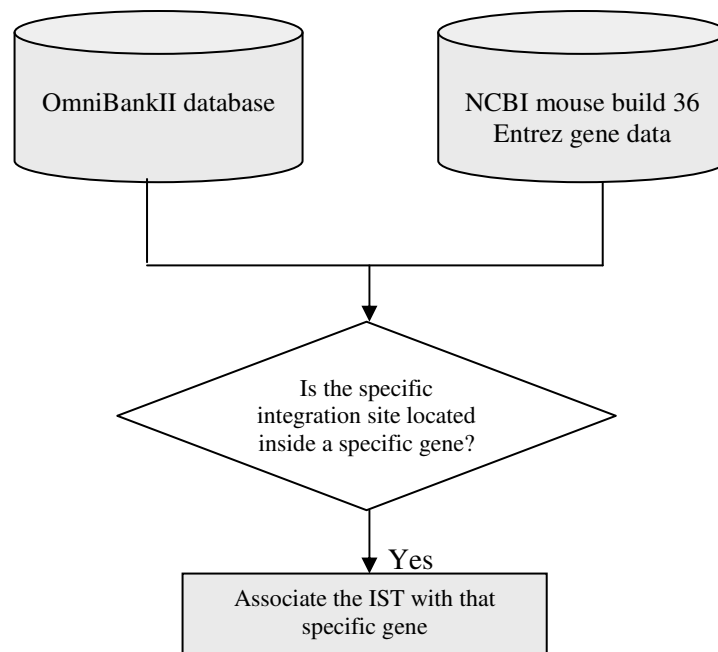 OmniBankII database
NCBI mouse build 36
Entrez gene data
Is the specific
integration site located
inside a specific gene?
Yes
Associate the IST with that
specific gene